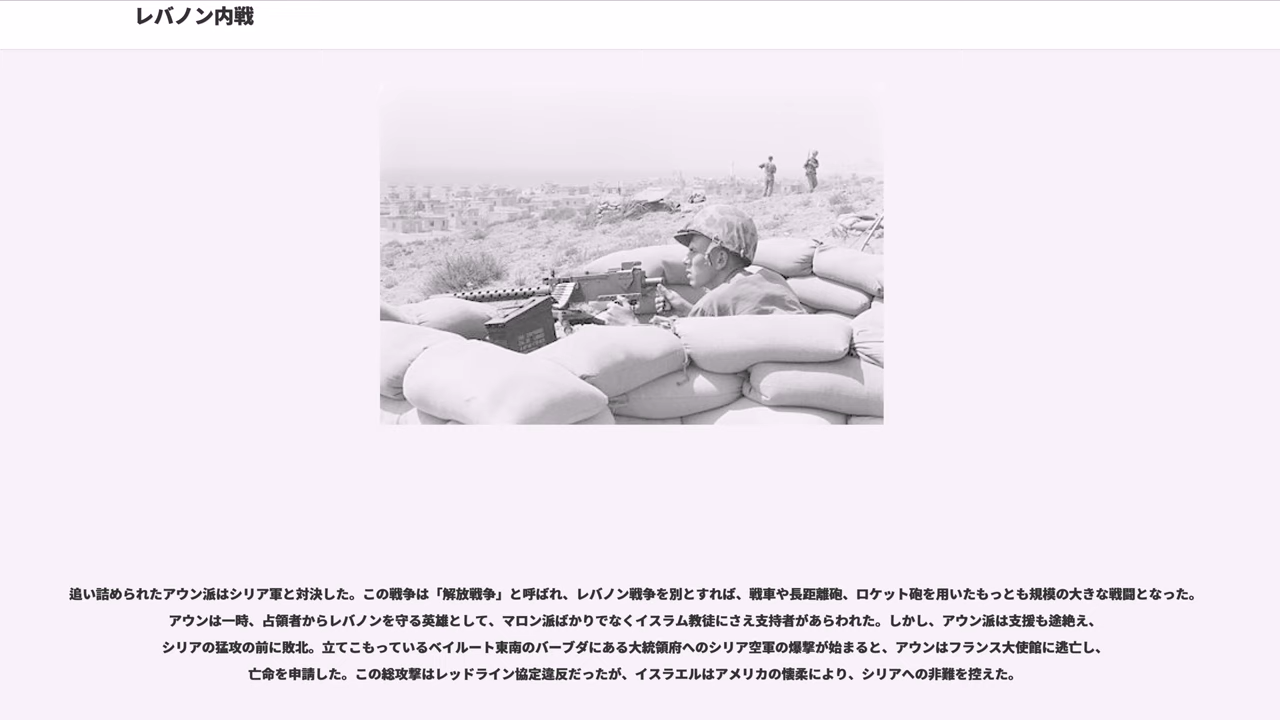 レバノン内戦
追い詰められたアウン派はシリア軍と対決した。この戦争は「解放戦争」と呼ばれ、レバノン戦争を別とすれば、戦車や長距離砲、ロケット砲を用いたもっとも規模の大きな戦闘となった。
アウンは一時、占領者からレバノンを守る英雄として、マロン派ばかりでなくイスラム教徒にさえ支持者があらわれた。しかし、アウン派は支援も途絶え、
シリアの猛攻の前に敗北。立てこもっているベイルート東南のバーブダにある大統領府へのシリア空軍の爆撃が始まると、アウンはフランス大使館に逃亡し、
亡命を申請した。この総攻撃はレッドライン協定違反だったが、イスラエルはアメリカの懐柔により、シリアへの非難を控えた。